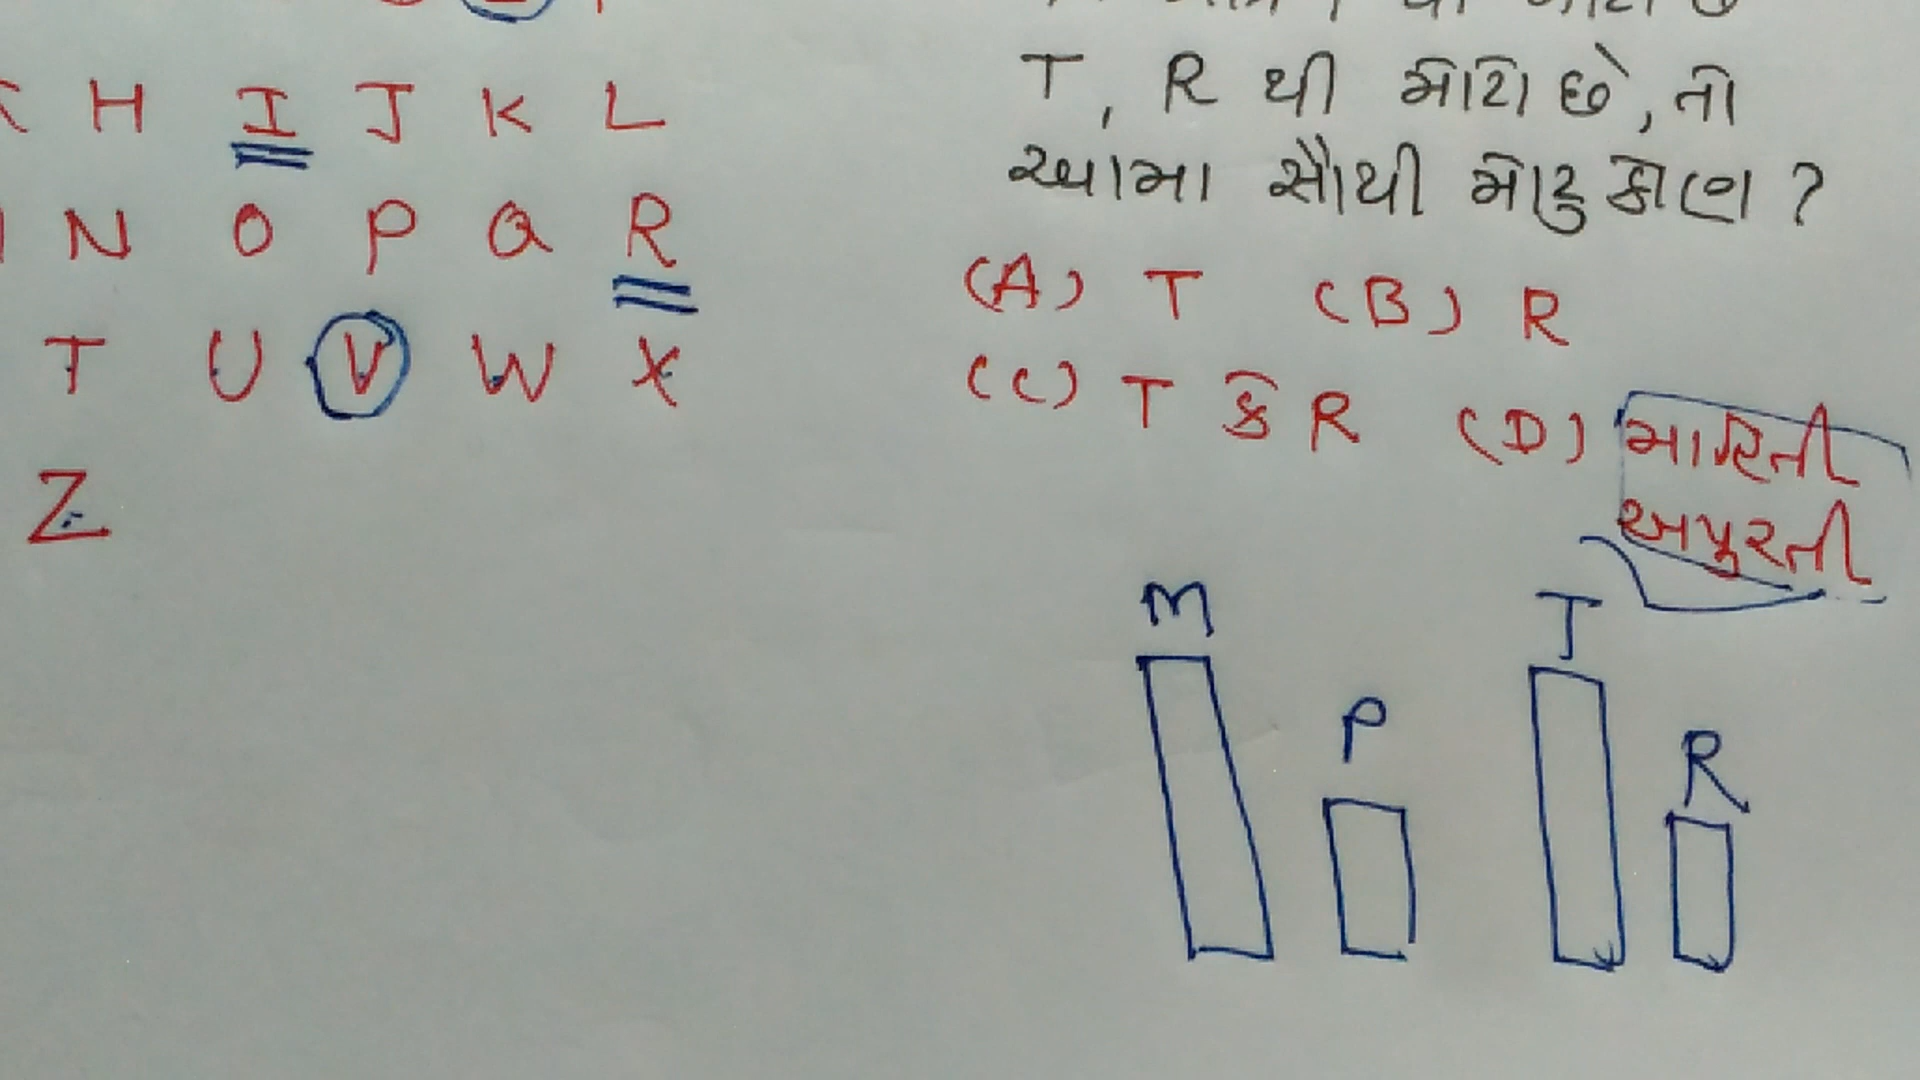 H I J K L
N O P Q R
T U V W X
Z
T, R થી મોટો છે, તો
આમા સૌથી મોટુ કોણ ?
(A) T (B) R
(C) T કે R (D) માહિતી
અપુરતી
M P T R